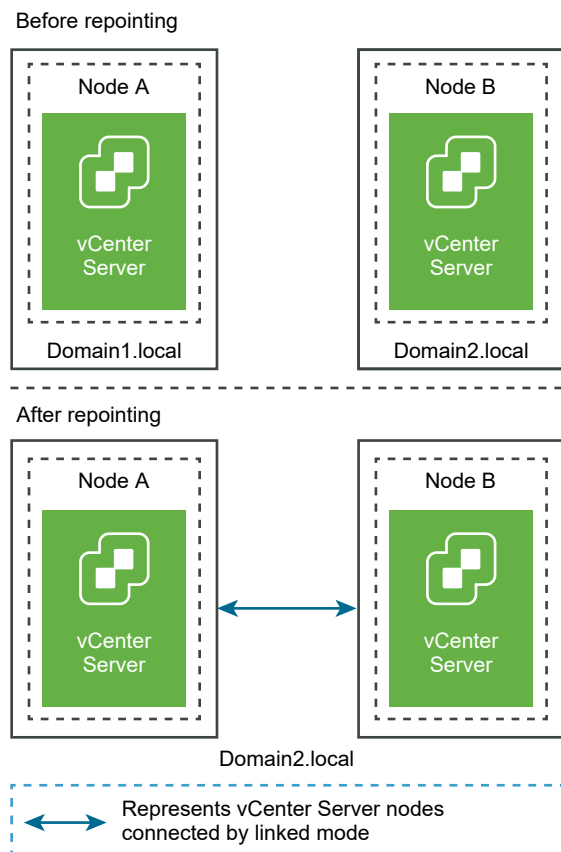 Before repointing
Node A
Node B
vCenter
Server
vCenter
Server
Domain1.local
Domain2.local
After repointing
Node A
Node B
vCenter
Server
vCenter
Server
Domain2.local
Represents vCenter Server nodes
connected by linked mode